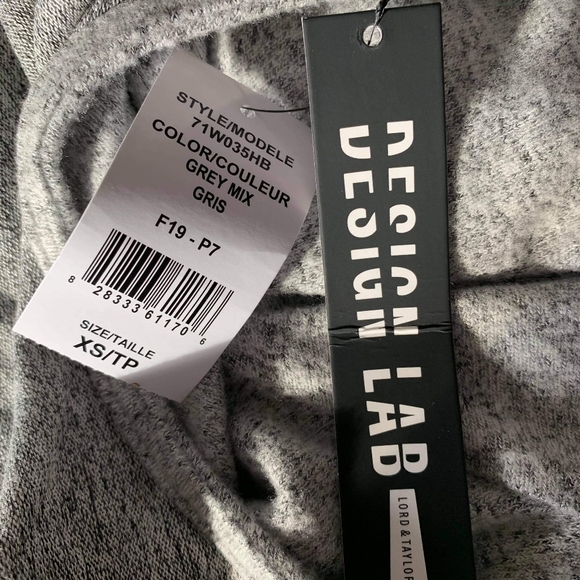 STYLE/MODELE
71W035HB
COLOR/COULEUR
GREY MIX
GRIS
F19 - P7
8 28333 61170 6
SIZE/TAILLE
XS/TP
DESIGN
DESIGN LAB
LORD & TAYLOR